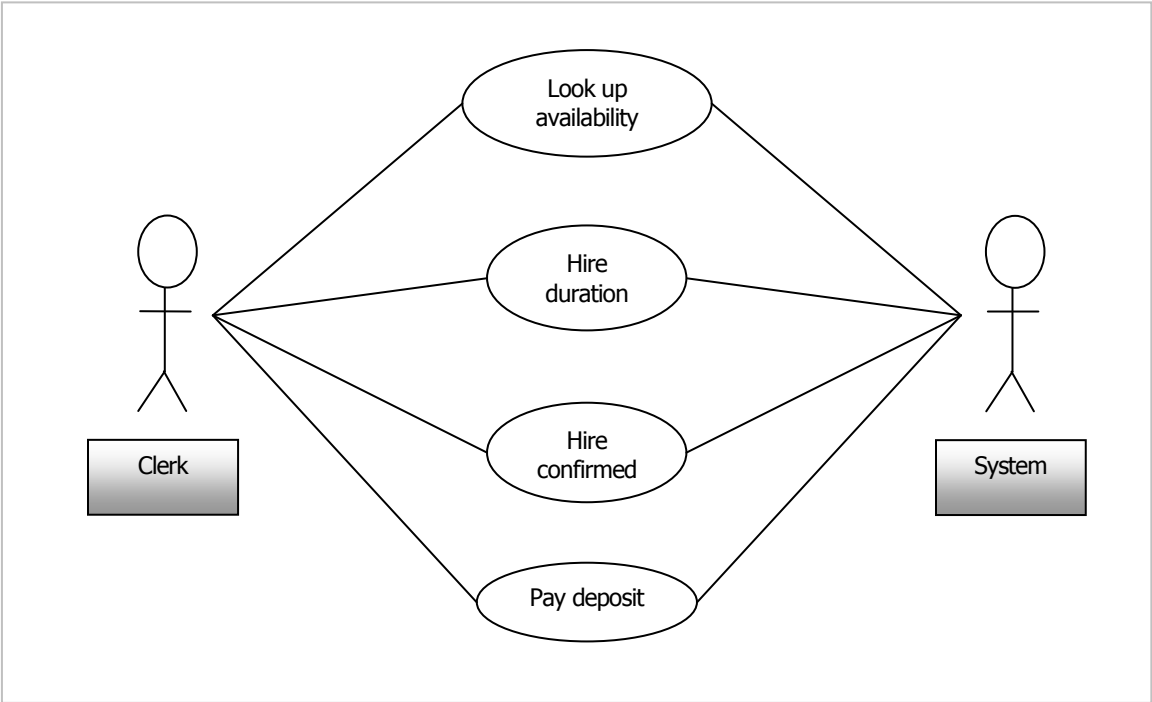 Look up
availability
Hire
duration
Hire
confirmed
Clerk
System
Pay deposit